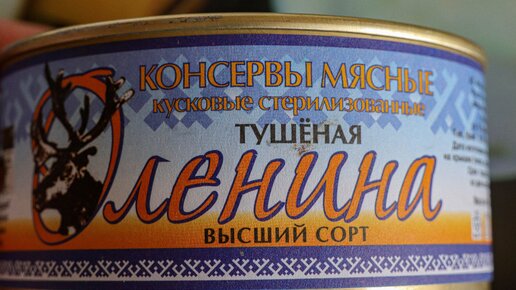 КОНСЕРВЫ МЯСНЫЕ
кусковые стерилизованные
ТУШЁНАЯ
Оленина
ВЫСШИЙ СОРТ